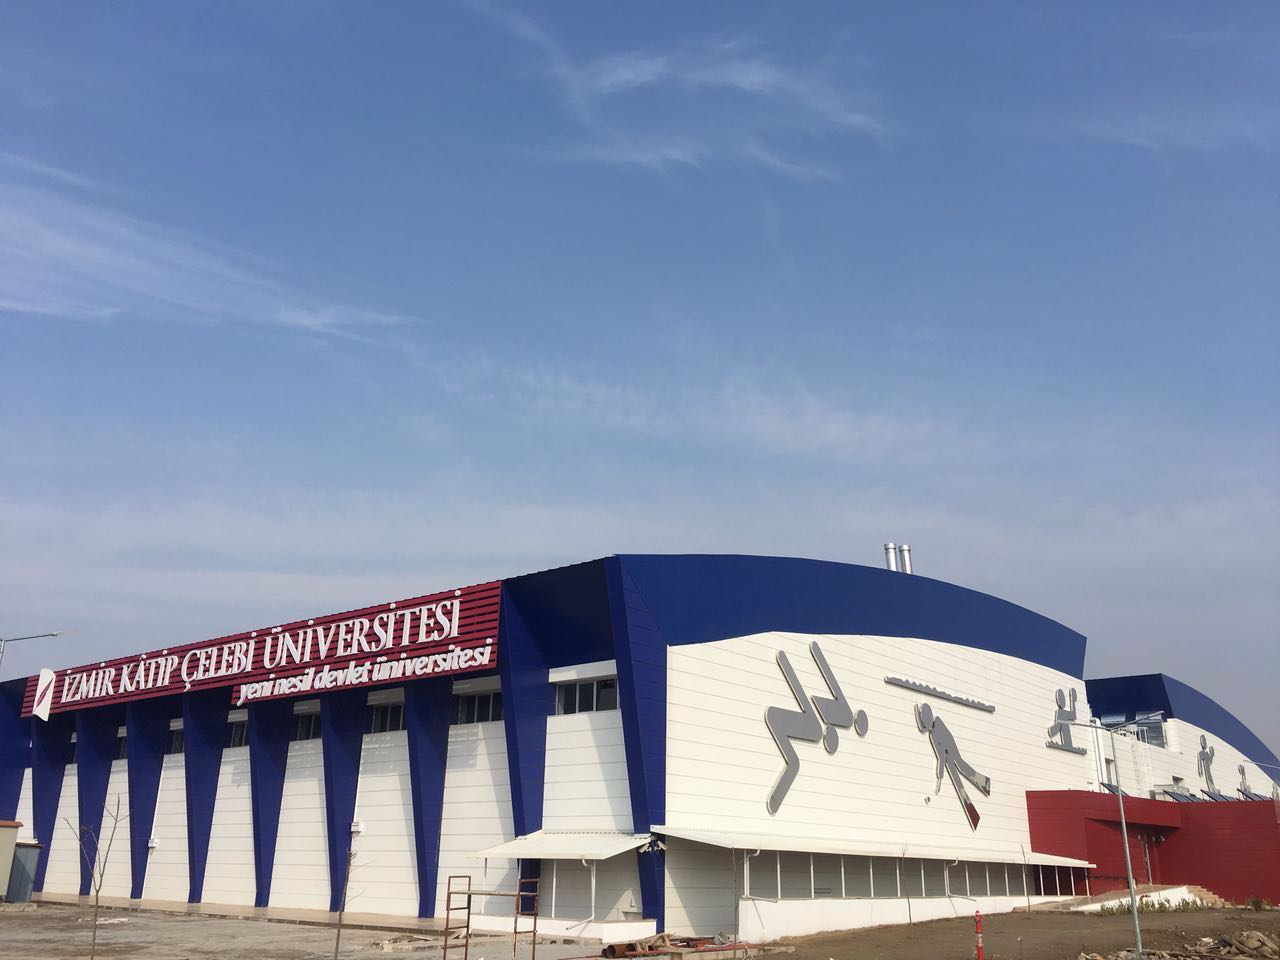 İZMİR KÂTİP ÇELEBİ ÜNİVERSİTESİ
yeni nesil devlet üniversitesi